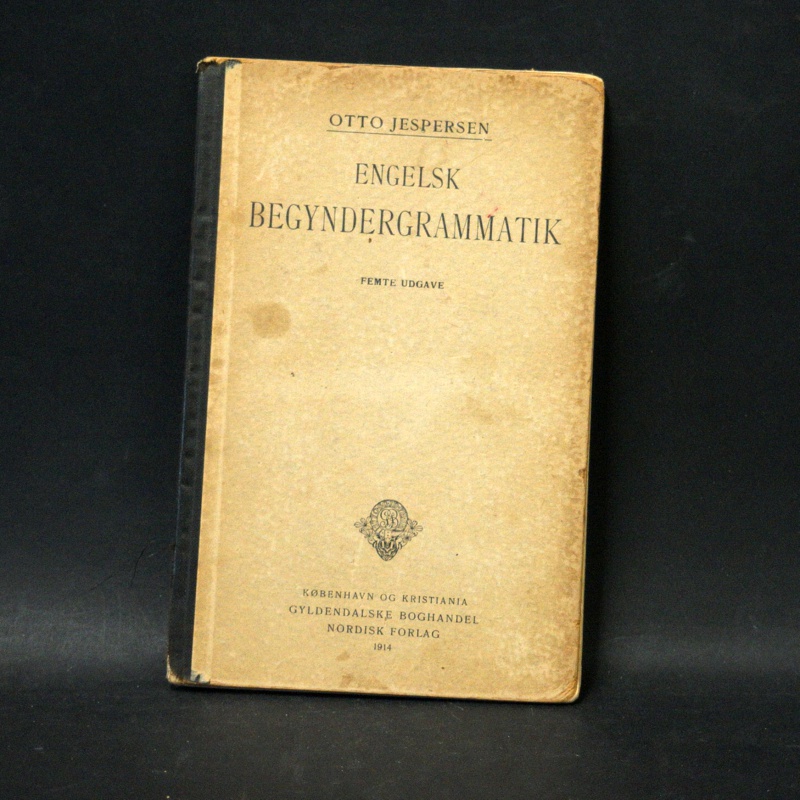 OTTO JESPERSEN
ENGELSK
BEGYNDERGRAMMATIK
FEMTE UDGAVE
KØBENHAVN OG KRISTIANIA
GYLDENDALSKE BOGHANDEL
NORDISK FORLAG
1914